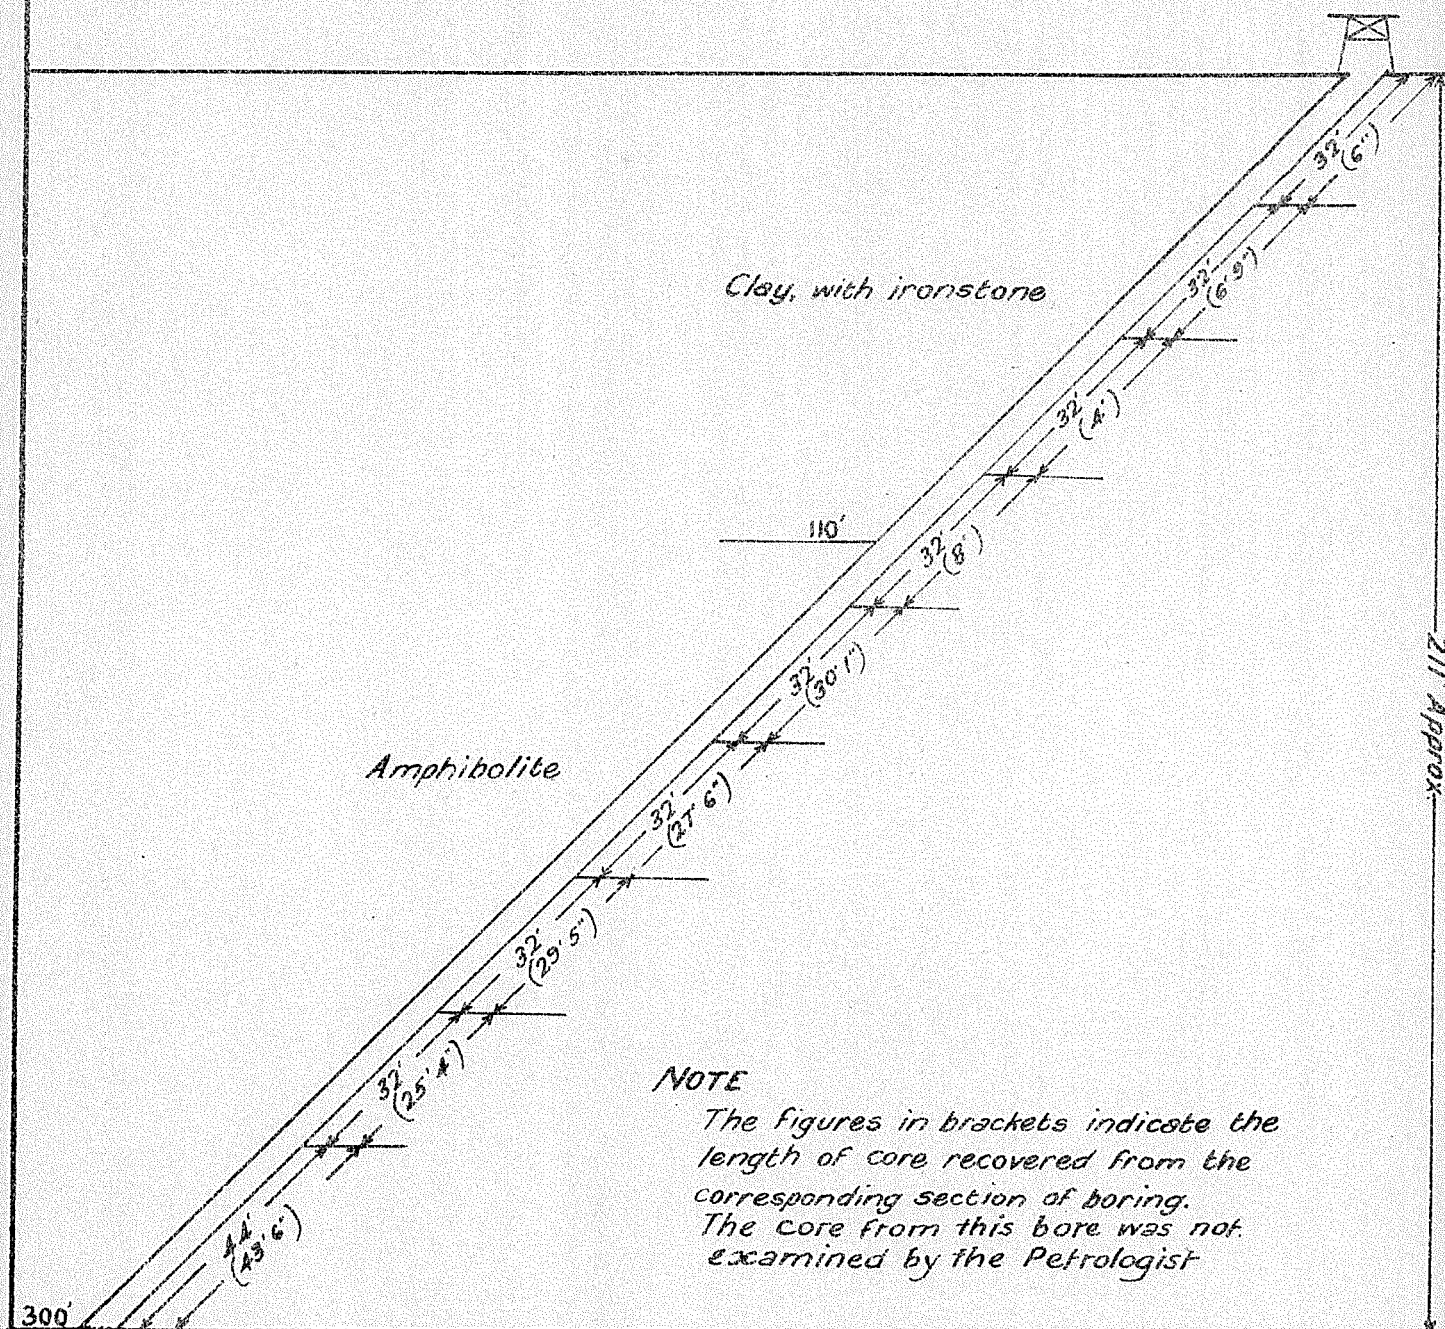 32'
(6")
32'
(6' 9")
Clay, with ironstone
32'
(4')
110'
32'
(8')
32'
(30' 1")
211' Approx.
Amphibolite
32'
(27' 6")
32'
(29' 5")
32'
(25' 4")
NOTE
The figures in brackets indicate the
length of core recovered from the
corresponding section of boring.
The core from this bore was not.
examined by the Petrologist
44'
(43' 6")
300'